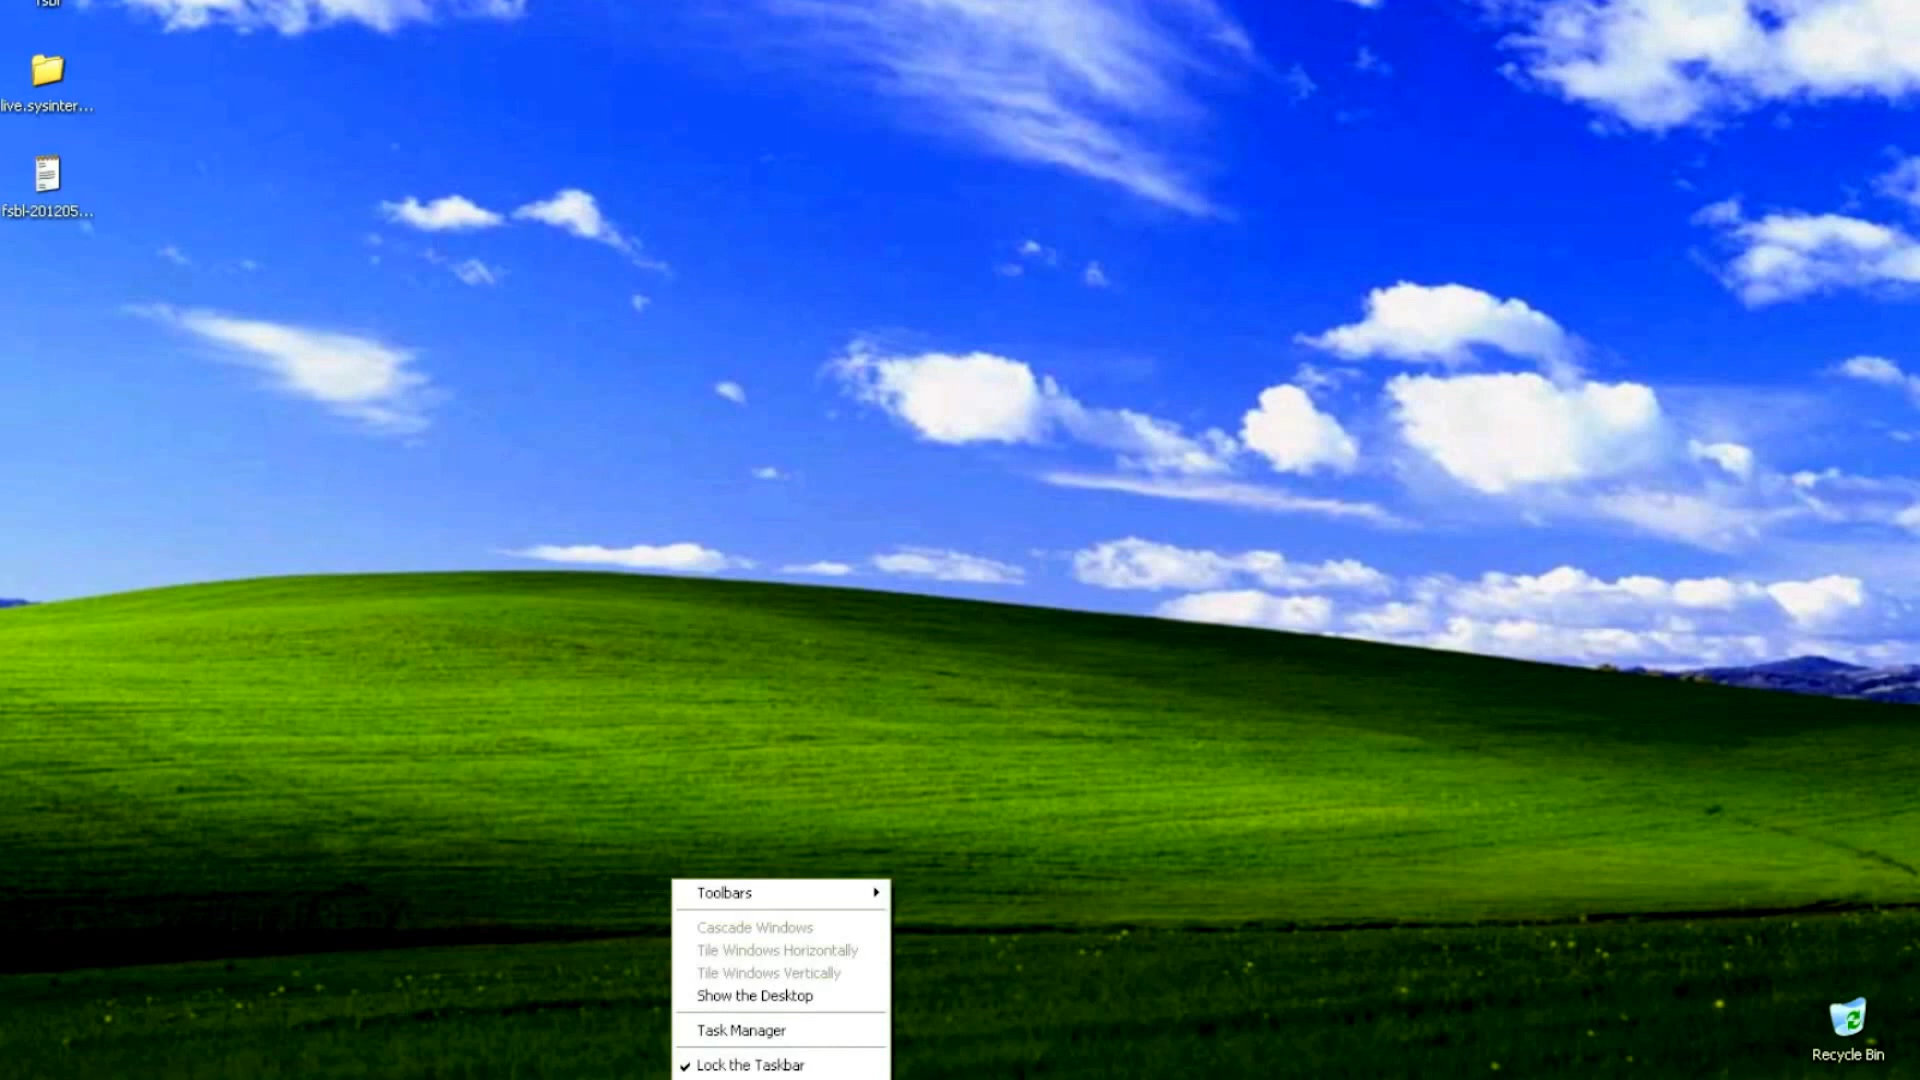 fsbl
live.sysinter...
fsbl-201205...
Toolbars
Cascade Windows
Tile Windows Horizontally
Tile Windows Vertically
Show the Desktop
Task Manager
Lock the Taskbar
Recycle Bin